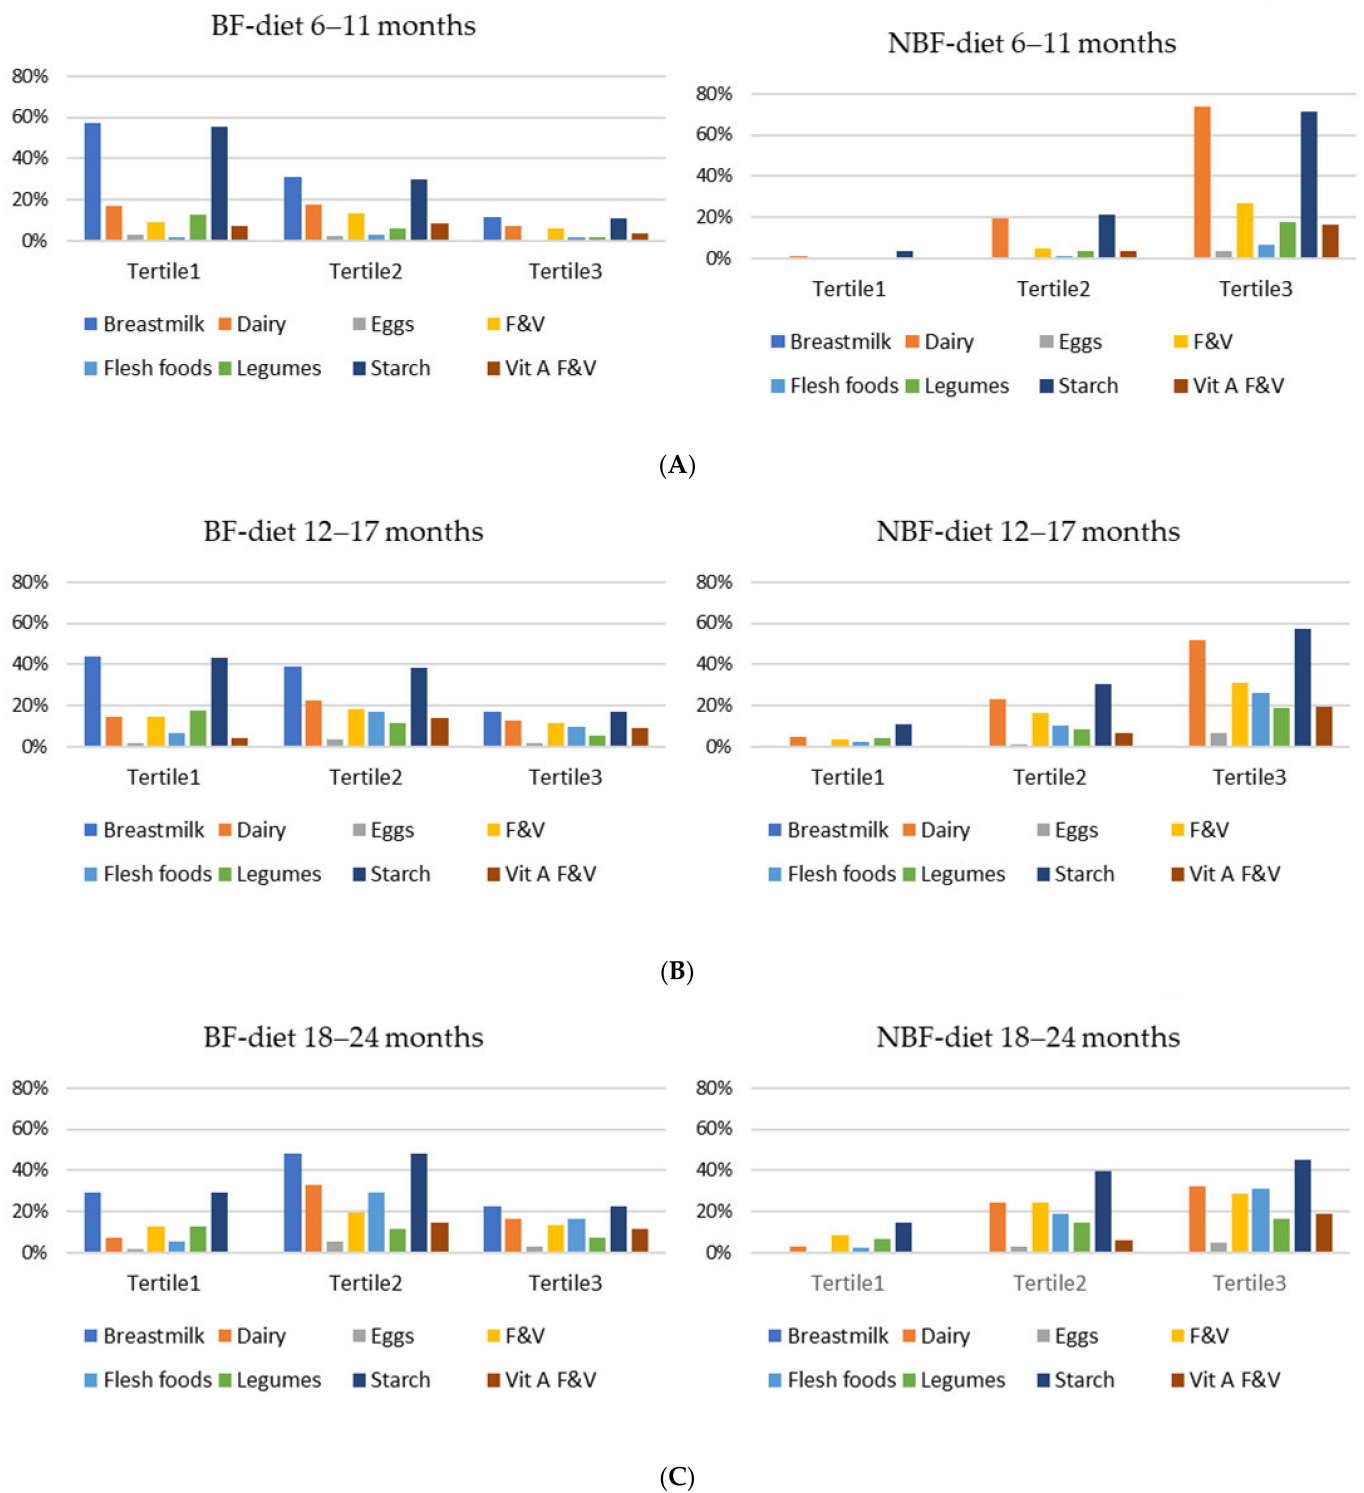 BF-diet 6–11 months
80%
60%
40%
20%
0%
Tertile1 Tertile2 Tertile3
Breastmilk Dairy Eggs F&V
Flesh foods Legumes Starch Vit A F&V
NBF-diet 6–11 months
80%
60%
40%
20%
0%
Tertile1 Tertile2 Tertile3
Breastmilk Dairy Eggs F&V
Flesh foods Legumes Starch Vit A F&V
(A)
BF-diet 12–17 months
80%
60%
40%
20%
0%
Tertile1 Tertile2 Tertile3
Breastmilk Dairy Eggs F&V
Flesh foods Legumes Starch Vit A F&V
NBF-diet 12–17 months
80%
60%
40%
20%
0%
Tertile1 Tertile2 Tertile3
Breastmilk Dairy Eggs F&V
Flesh foods Legumes Starch Vit A F&V
(B)
BF-diet 18–24 months
80%
60%
40%
20%
0%
Tertile1 Tertile2 Tertile3
Breastmilk Dairy Eggs F&V
Flesh foods Legumes Starch Vit A F&V
NBF-diet 18–24 months
80%
60%
40%
20%
0%
Tertile1 Tertile2 Tertile3
Breastmilk Dairy Eggs F&V
Flesh foods Legumes Starch Vit A F&V
(C)